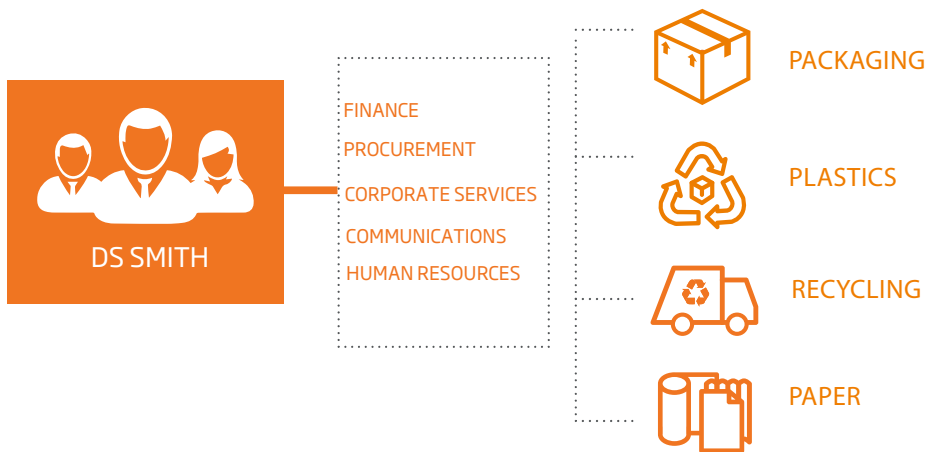 DS SMITH
FINANCE
PROCUREMENT
CORPORATE SERVICES
COMMUNICATIONS
HUMAN RESOURCES
PACKAGING
PLASTICS
RECYCLING
PAPER